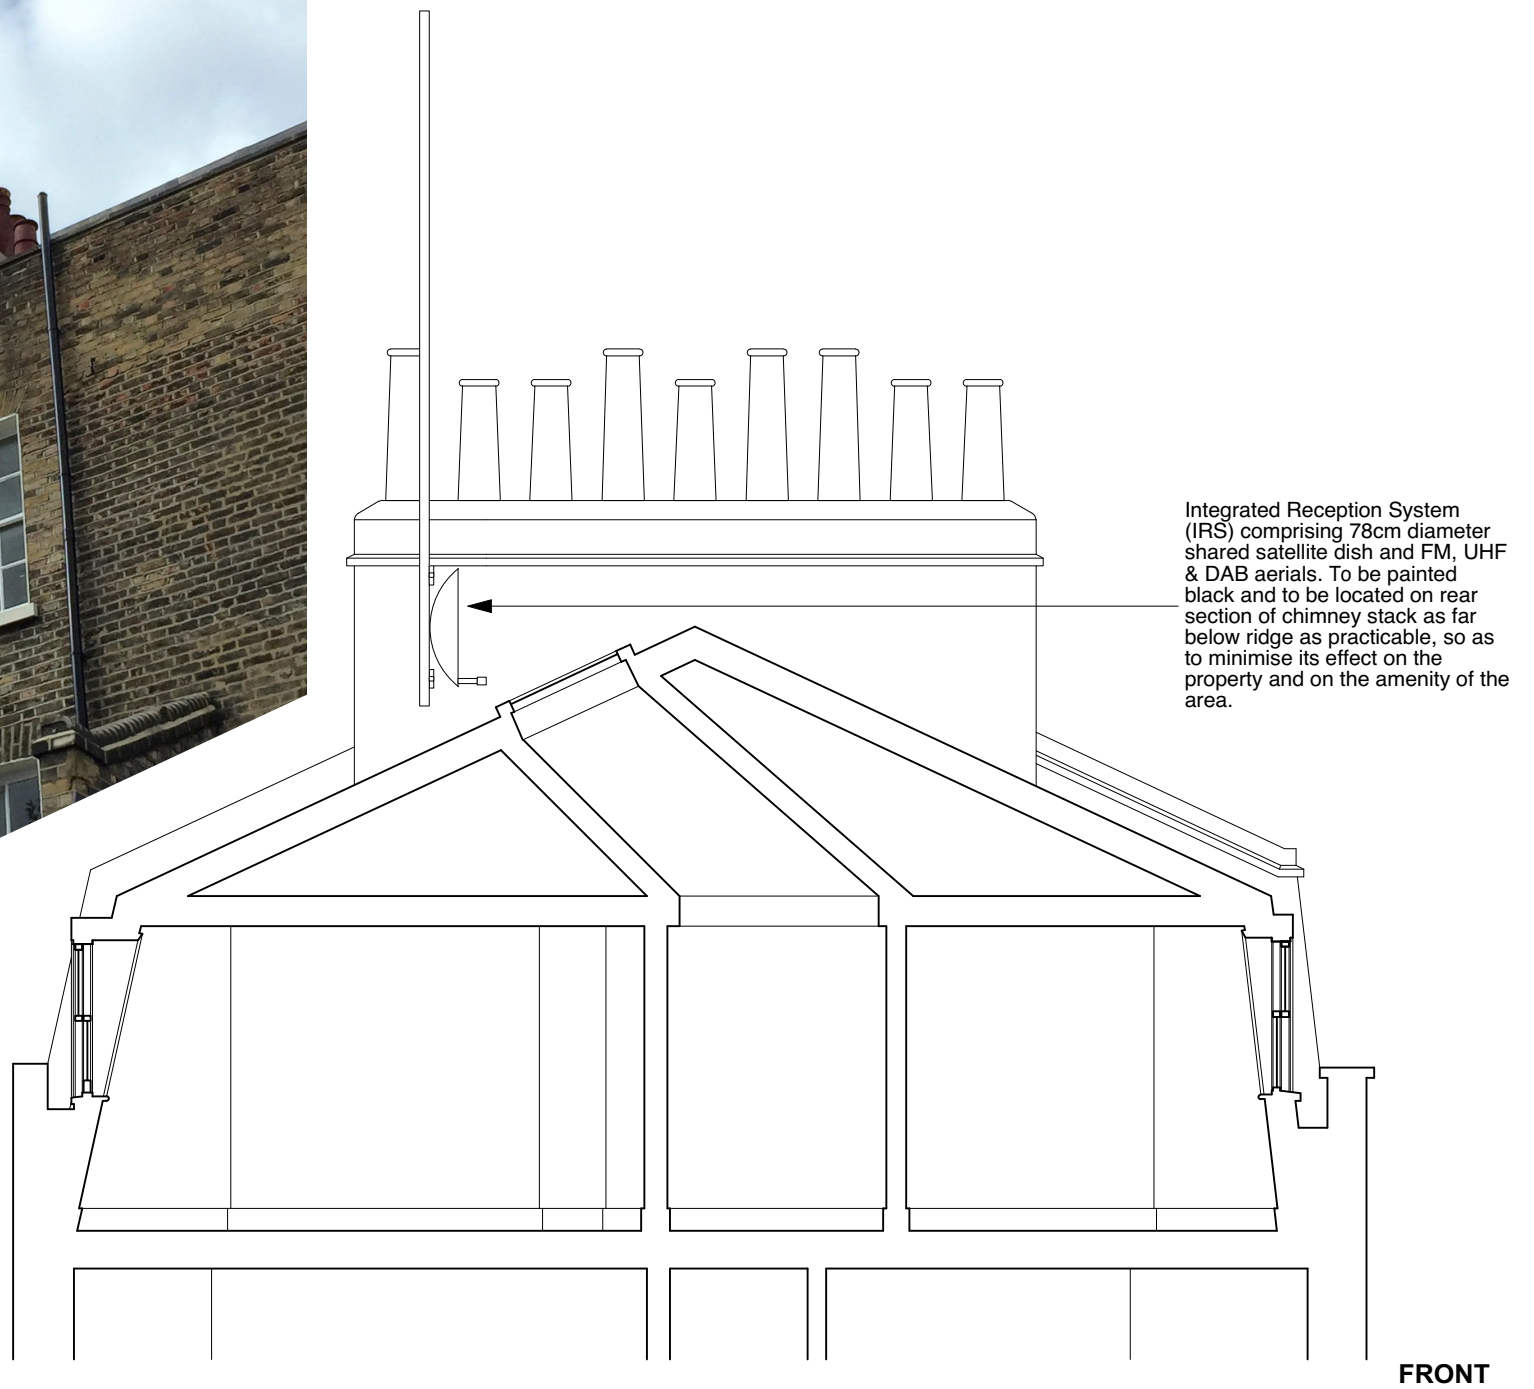 Integrated Reception System
(IRS) comprising 78cm diameter
shared satellite dish and FM, UHF
& DAB aerials. To be painted
black and to be located on rear
section of chimney stack as far
below ridge as practicable, so as
to minimise its effect on the
property and on the amenity of the
area.
FRONT